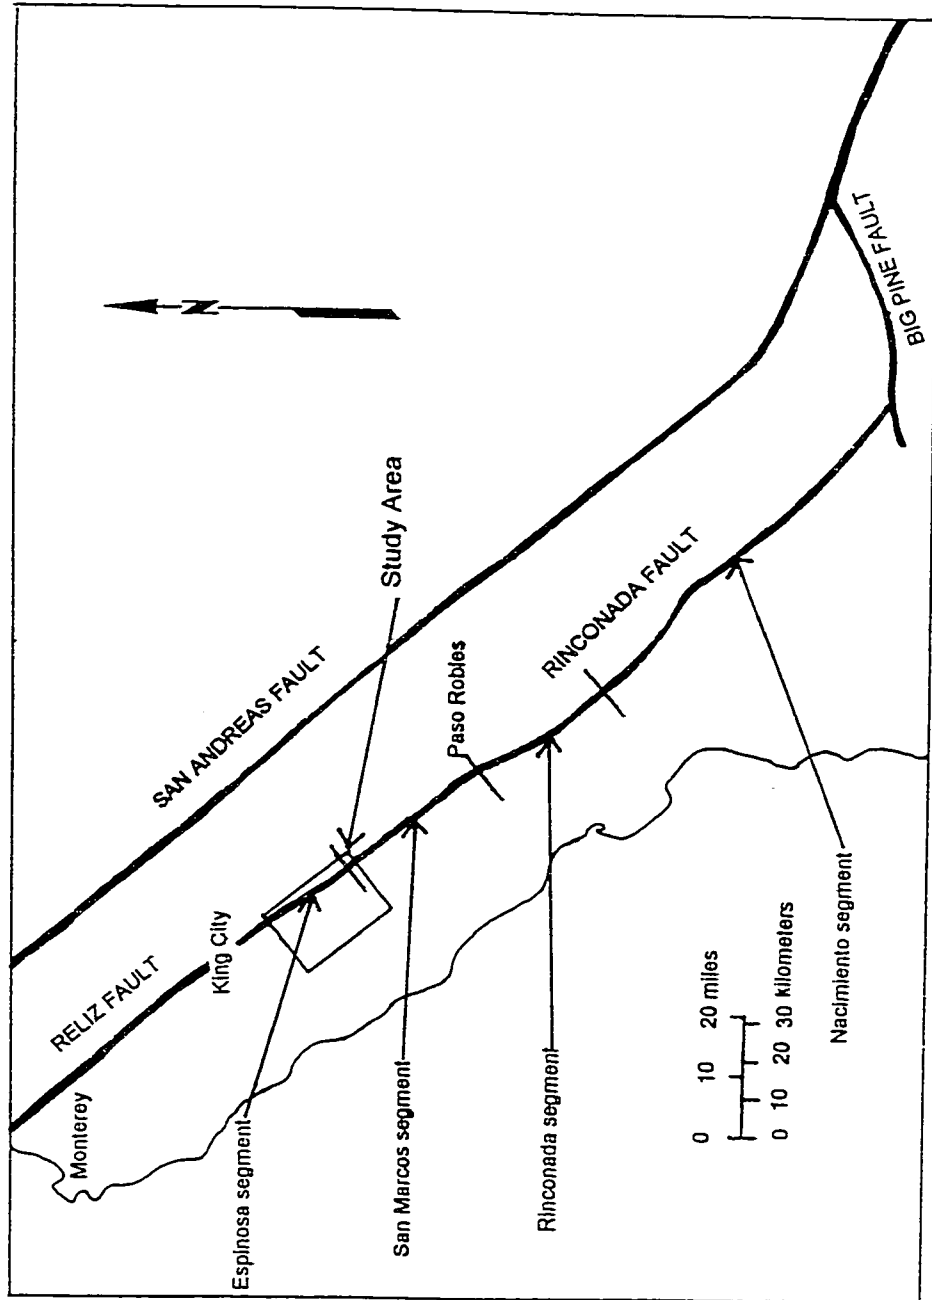 Monterey
RELIZ FAULT
SAN ANDREAS FAULT
King City
Study Area
Espinosa segment
Paso Robles
San Marcos segment
RINCONADA FAULT
Rinconada segment
BIG PINE FAULT
Nacimiento segment
N
0 10 20 miles
0 10 20 30 kilometers